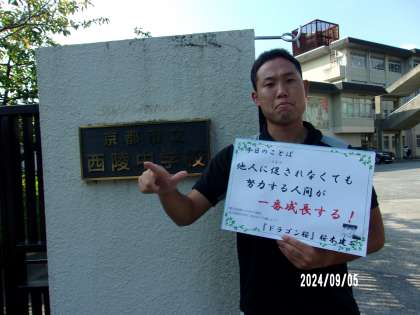 京都市立
西陵中学校
今日のことば
他人に促されなくても
努力する人間が
一番成長する！
「ドラゴン桜」桜木建二
2024/09/05